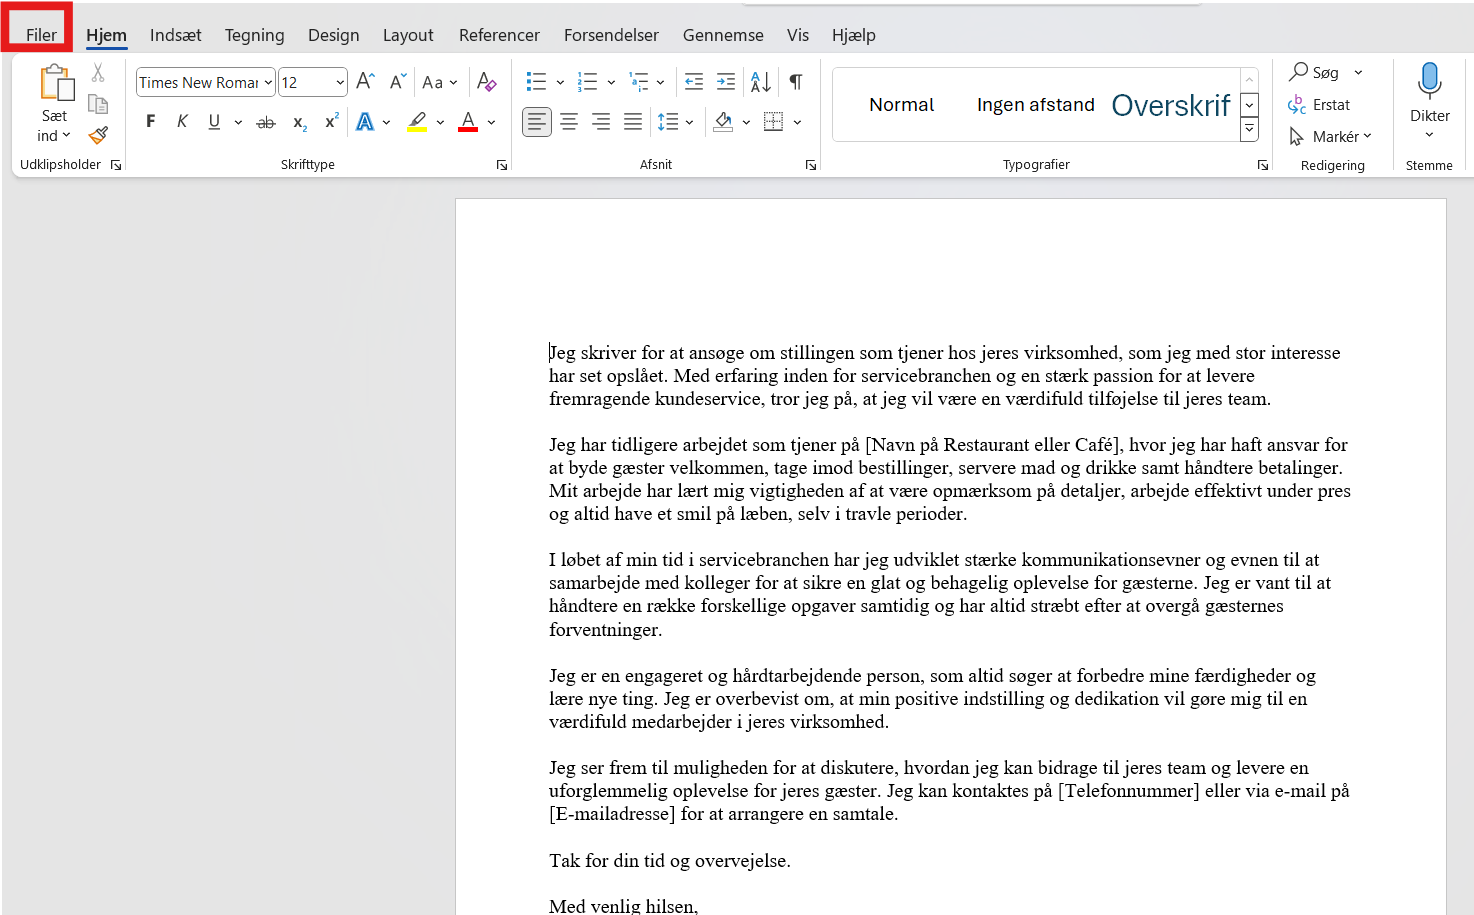 Filer Hjem Indsæt Tegning Design Layout Referencer Forsendelser Gennemse Vis Hjælp
Sæt
ind
Udklipsholder
Times New Romar 12
Aa
F K U ab x₂ x² A A
Skrifttype
Afsnit
Normal Ingen afstand Overskrif
Typografier
Søg
Erstat
Markér
Redigering
Dikter
Stemme
Jeg skriver for at ansøge om stillingen som tjener hos jeres virksomhed, som jeg med stor interesse
har set opslået. Med erfaring inden for servicebranchen og en stærk passion for at levere
fremragende kundeservice, tror jeg på, at jeg vil være en værdifuld tilføjelse til jeres team.
Jeg har tidligere arbejdet som tjener på [Navn på Restaurant eller Café], hvor jeg har haft ansvar for
at byde gæster velkommen, tage imod bestillinger, servere mad og drikke samt håndtere betalinger.
Mit arbejde har lært mig vigtigheden af at være opmærksom på detaljer, arbejde effektivt under pres
og altid have et smil på læben, selv i travle perioder.
I løbet af min tid i servicebranchen har jeg udviklet stærke kommunikationsevner og evnen til at
samarbejde med kolleger for at sikre en glat og behagelig oplevelse for gæsterne. Jeg er vant til at
håndtere en række forskellige opgaver samtidig og har altid stræbt efter at overgå gæsternes
forventninger.
Jeg er en engageret og hårdtarbejdende person, som altid søger at forbedre mine færdigheder og
lære nye ting. Jeg er overbevist om, at min positive indstilling og dedikation vil gøre mig til en
værdifuld medarbejder i jeres virksomhed.
Jeg ser frem til muligheden for at diskutere, hvordan jeg kan bidrage til jeres team og levere en
uforglemmelig oplevelse for jeres gæster. Jeg kan kontaktes på [Telefonnummer] eller via e-mail på
[E-mailadresse] for at arrangere en samtale.
Tak for din tid og overvejelse.
Med venlig hilsen,